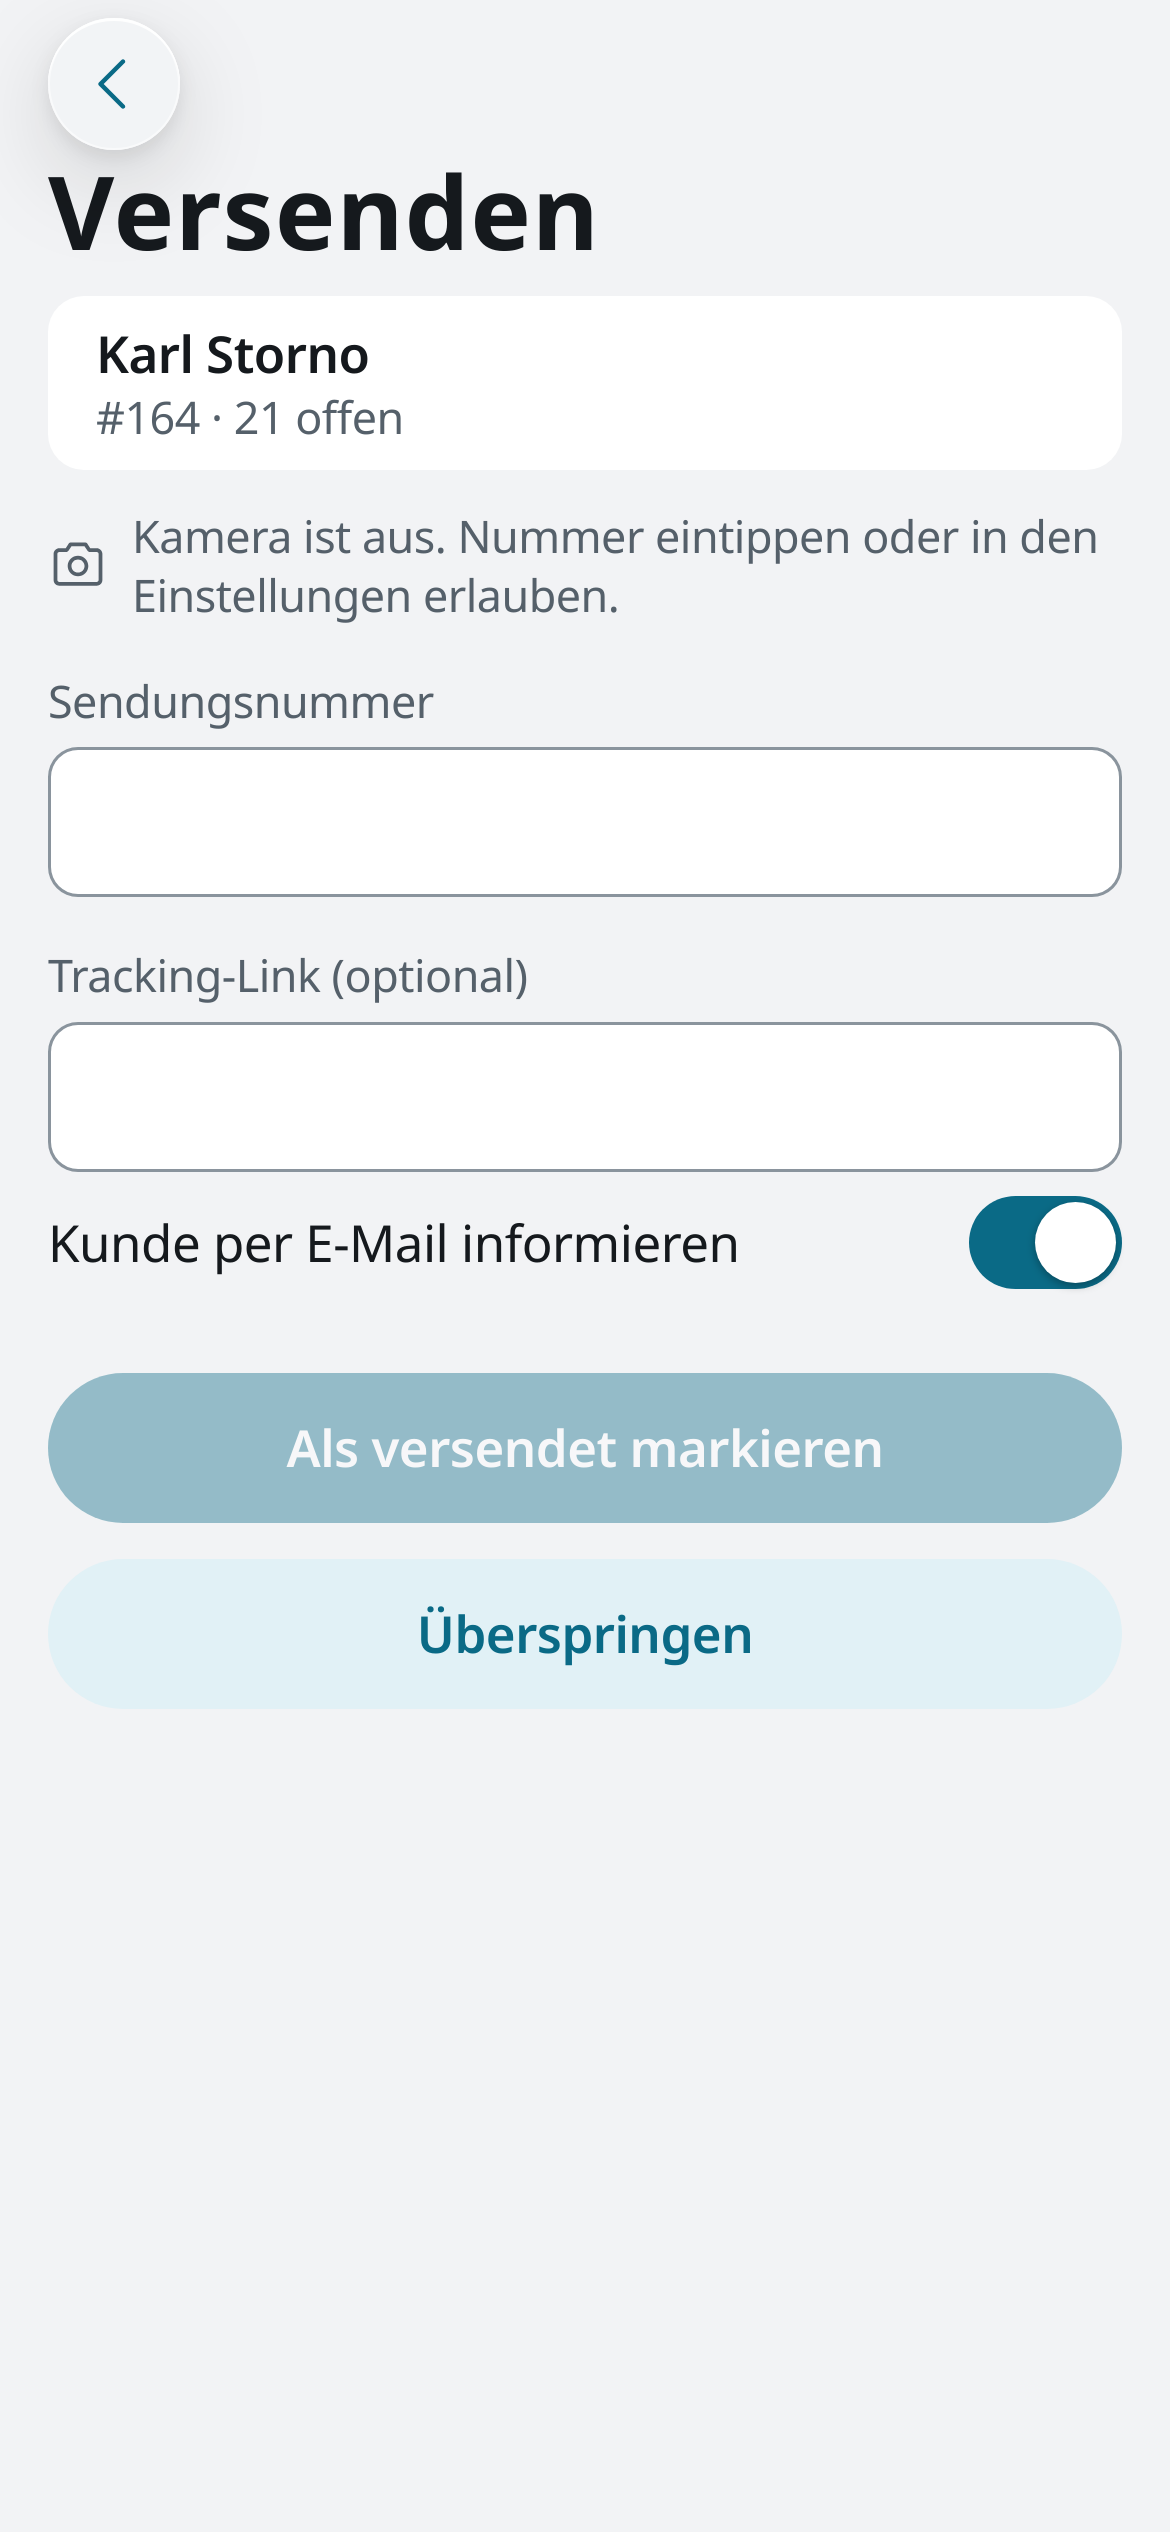 Versenden
Karl Storno
#164 · 21 offen
Kamera ist aus. Nummer eintippen oder in den
Einstellungen erlauben.
Sendungsnummer
Tracking-Link (optional)
Kunde per E-Mail informieren
Als versendet markieren
Überspringen